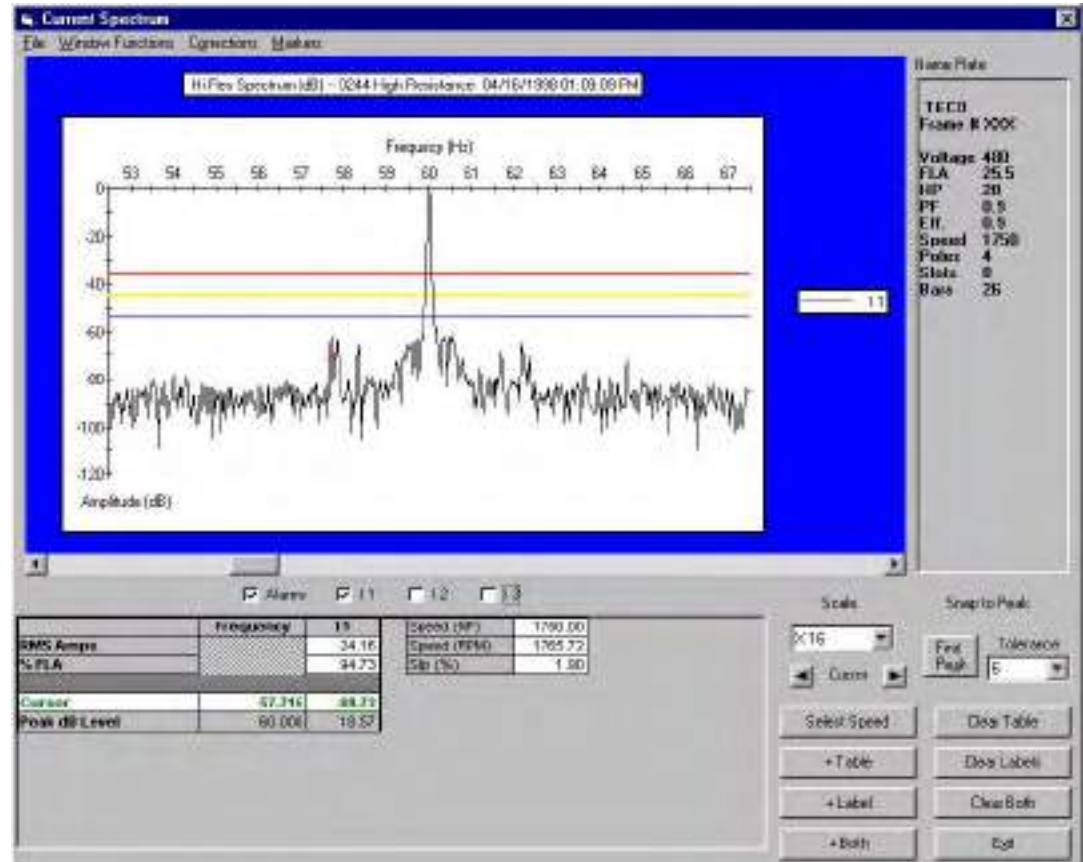 Current Spectrum
File Window Functions Corrections Markers
Hi Res Spectrum (dB) - 0244 High Resistance 04/16/1998 01:09:09 PM
Frequency (Hz)
53 54 55 56 57 58 59 60 61 62 63 64 65 66 67
0
-20
-40
-60
-80
-100
-120
Amplitude (dB)
I1
Name Plate
TECO
Frame # XXX
Voltage 480
FLA 25.5
HP 20
PF 0.9
Eff. 0.9
Speed 1750
Poles 4
Slots 0
Bars 26
Alarms I1 I2 I3
Frequency I1
RMS Amps 34.16
% FLA 94.73
Cursor 57.716
Peak dB Level 60.006 18.57
Speed (NP)
Speed (RPM) 1765.72
Slip (%) 1.90
Scale
X16
Cursor
Snap to Peak
Find Peak
Tolerance
6
Select Speed
Clear Table
+Table
Clear Labels
+Label
Clear Both
+Both
Exit